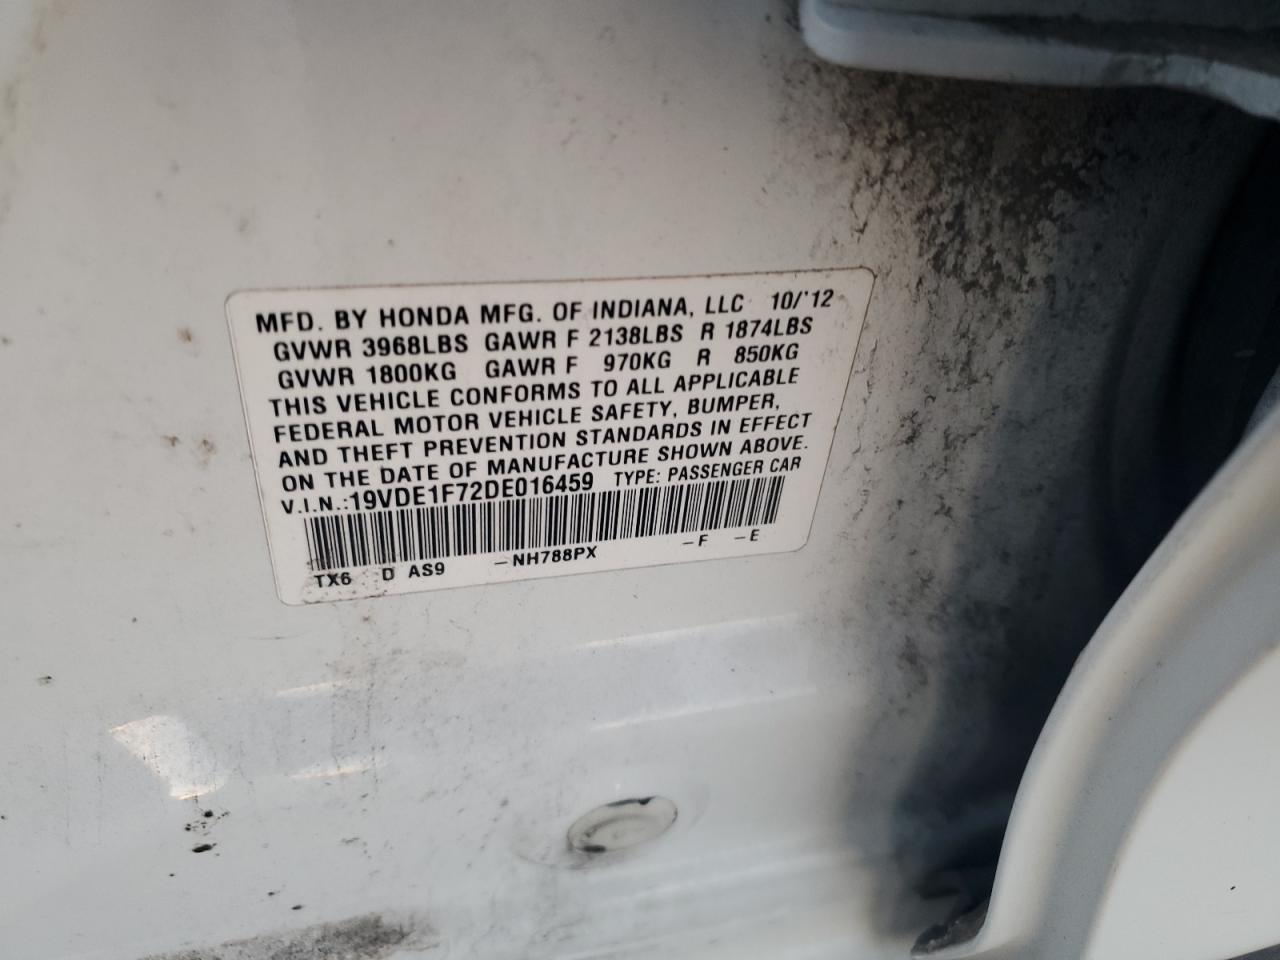 MFD. BY HONDA MFG. OF INDIANA, LLC 10/'12
GVWR 3968LBS GAWR F 2138LBS R 1874LBS
GVWR 1800KG GAWR F 970KG R 850KG
THIS VEHICLE CONFORMS TO ALL APPLICABLE
FEDERAL MOTOR VEHICLE SAFETY, BUMPER,
AND THEFT PREVENTION STANDARDS IN EFFECT
ON THE DATE OF MANUFACTURE SHOWN ABOVE.
V.I.N.:19VDE1F72DE016459 TYPE: PASSENGER CAR
TX6 D AS9 -NH788PX -F -E